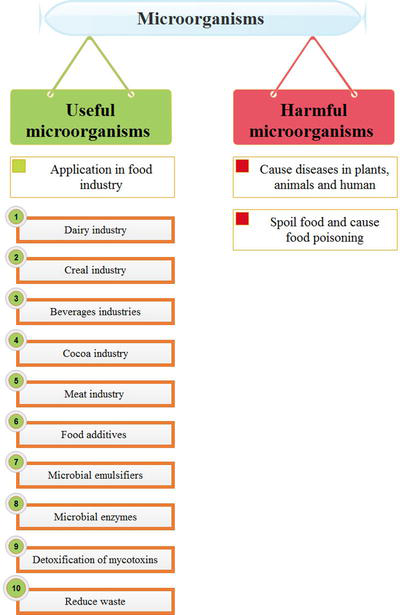 Microorganisms
Useful
microorganisms
Application in food
industry
1
Dairy industry
2
Creal industry
3
Beverages industries
4
Cocoa industry
5
Meat industry
6
Food additives
7
Microbial emulsifiers
8
Microbial enzymes
9
Detoxification of mycotoxins
10
Reduce waste
Harmful
microorganisms
Cause diseases in plants,
animals and human
Spoil food and cause
food poisoning